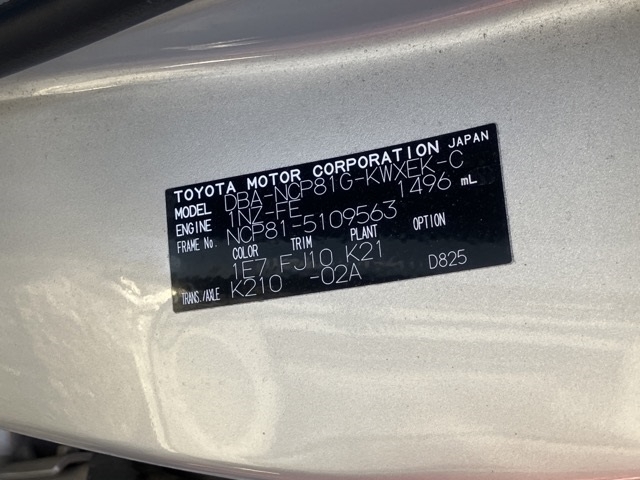 TOYOTA MOTOR CORPORATION JAPAN
MODEL DBA-NCP81G-KWXEK-C
ENGINE 1NZ-FE 1496 mL
FRAME No. NCP81-5109563
COLOR TRIM PLANT OPTION
1E7 FJ10 K21
TRANS./AXLE K210 -02A D825